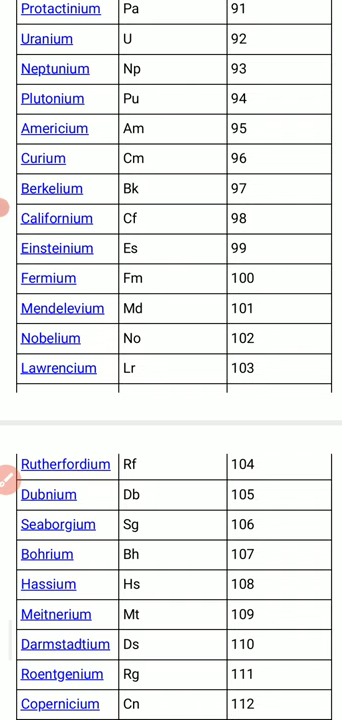 Protactinium Pa 91
Uranium U 92
Neptunium Np 93
Plutonium Pu 94
Americium Am 95
Curium Cm 96
Berkelium Bk 97
Californium Cf 98
Einsteinium Es 99
Fermium Fm 100
Mendelevium Md 101
Nobelium No 102
Lawrencium Lr 103
Rutherfordium Rf 104
Dubnium Db 105
Seaborgium Sg 106
Bohrium Bh 107
Hassium Hs 108
Meitnerium Mt 109
Darmstadtium Ds 110
Roentgenium Rg 111
Copernicium Cn 112